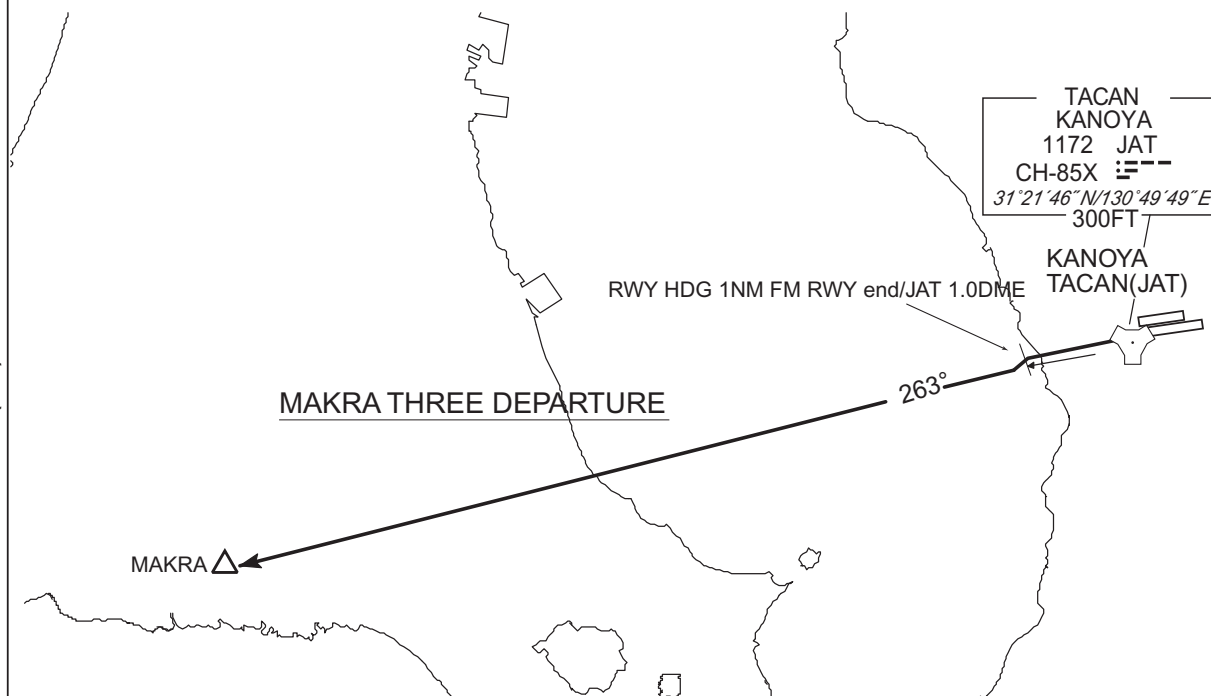 TACAN
KANOYA
1172 JAT
CH-85X
31°21´46˝N/130°49´49˝E
300FT
KANOYA
TACAN(JAT)
RWY HDG 1NM FM RWY end/JAT 1.0DME
263°
MAKRA THREE DEPARTURE
MAKRA